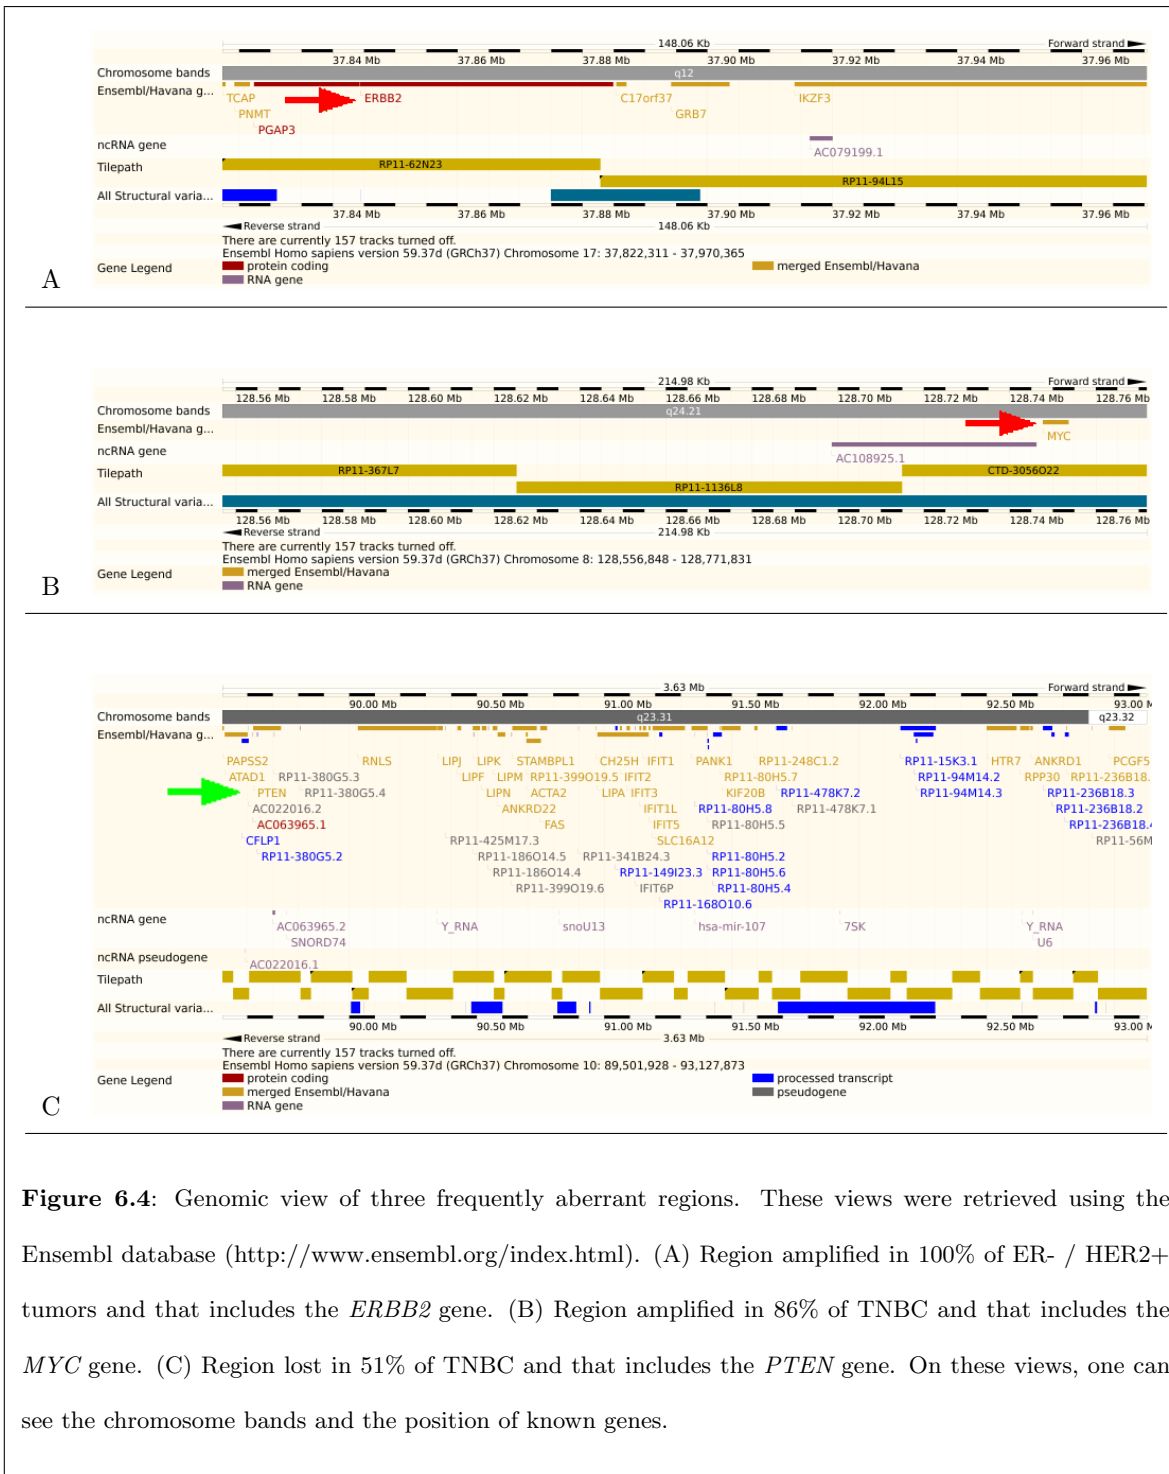 148.06 Kb Forward strand
37.84 Mb 37.86 Mb 37.88 Mb 37.90 Mb 37.92 Mb 37.94 Mb 37.96 Mb
Chromosome bands q12
Ensembl/Havana g...
TCAP ERBB2 C17orf37 IKZF3
PNMT GRB7
PGAP3
ncRNA gene
AC079199.1
Tilepath RP11-62N23
RP11-94L15
All Structural varia...
37.84 Mb 37.86 Mb 37.88 Mb 37.90 Mb 37.92 Mb 37.94 Mb 37.96 Mb
Reverse strand 148.06 Kb
There are currently 157 tracks turned off.
Ensembl Homo sapiens version 59.37d (GRCh37) Chromosome 17: 37,822,311 - 37,970,365
Gene Legend protein coding merged Ensembl/Havana
RNA gene
A
214.98 Kb Forward strand
128.56 Mb 128.58 Mb 128.60 Mb 128.62 Mb 128.64 Mb 128.66 Mb 128.68 Mb 128.70 Mb 128.72 Mb 128.74 Mb 128.76 Mb
Chromosome bands q24.21
Ensembl/Havana g...
MYC
ncRNA gene
AC108925.1
Tilepath RP11-367L7 CTD-3056O22
RP11-1136L8
All Structural varia...
128.56 Mb 128.58 Mb 128.60 Mb 128.62 Mb 128.64 Mb 128.66 Mb 128.68 Mb 128.70 Mb 128.72 Mb 128.74 Mb 128.76 Mb
Reverse strand 214.98 Kb
There are currently 157 tracks turned off.
Ensembl Homo sapiens version 59.37d (GRCh37) Chromosome 8: 128,556,848 - 128,771,831
Gene Legend merged Ensembl/Havana
RNA gene
B
3.63 Mb Forward strand
90.00 Mb 90.50 Mb 91.00 Mb 91.50 Mb 92.00 Mb 92.50 Mb 93.00 M
Chromosome bands q23.31 q23.32
Ensembl/Havana g...
PAPSS2 RNLS LIPJ LIPK STAMBPL1 CH25H IFIT1 PANK1 RP11-248C1.2 RP11-15K3.1 HTR7 ANKRD1 PCGF5
ATAD1 RP11-380G5.3 LIPF LIPM RP11-399O19.5 IFIT2 RP11-80H5.7 RP11-94M14.2 RPP30 RP11-236B18.
PTEN RP11-380G5.4 LIPN ACTA2 LIPA IFIT3 KIF20B RP11-478K7.2 RP11-94M14.3 RP11-236B18.3
AC022016.2 ANKRD22 IFIT1L RP11-80H5.8 RP11-478K7.1 RP11-236B18.2
AC063965.1 FAS IFIT5 RP11-80H5.5 RP11-236B18.4
CFLP1 RP11-425M17.3 SLC16A12 RP11-56M
RP11-380G5.2 RP11-186O14.5 RP11-341B24.3 RP11-80H5.2
RP11-186O14.4 RP11-149I23.3 RP11-80H5.6
RP11-399O19.6 IFIT6P RP11-80H5.4
RP11-168O10.6
ncRNA gene
AC063965.2 Y_RNA snoU13 hsa-mir-107 7SK Y_RNA
SNORD74 U6
ncRNA pseudogene
AC022016.1
Tilepath
All Structural varia...
90.00 Mb 90.50 Mb 91.00 Mb 91.50 Mb 92.00 Mb 92.50 Mb 93.00 M
Reverse strand 3.63 Mb
There are currently 157 tracks turned off.
Ensembl Homo sapiens version 59.37d (GRCh37) Chromosome 10: 89,501,928 - 93,127,873
Gene Legend protein coding processed transcript
merged Ensembl/Havana pseudogene
RNA gene
C
Figure 6.4: Genomic view of three frequently aberrant regions. These views were retrieved using the
Ensembl database (http://www.ensembl.org/index.html). (A) Region amplified in 100% of ER- / HER2+
tumors and that includes the ERBB2 gene. (B) Region amplified in 86% of TNBC and that includes the
MYC gene. (C) Region lost in 51% of TNBC and that includes the PTEN gene. On these views, one can
see the chromosome bands and the position of known genes.